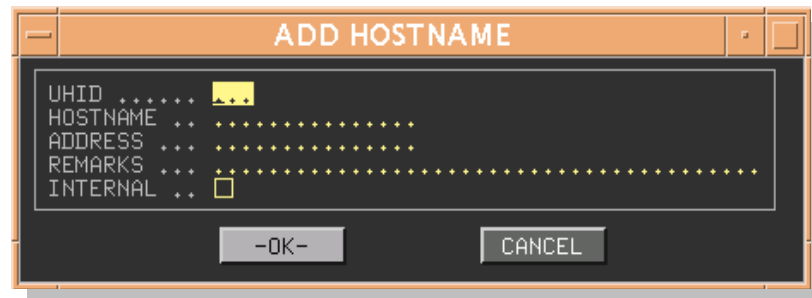 ADD HOSTNAME
UHID ...... ...
HOSTNAME .. ...............
ADDRESS ... ...............
REMARKS ... ........................................
INTERNAL ..
-OK- CANCEL